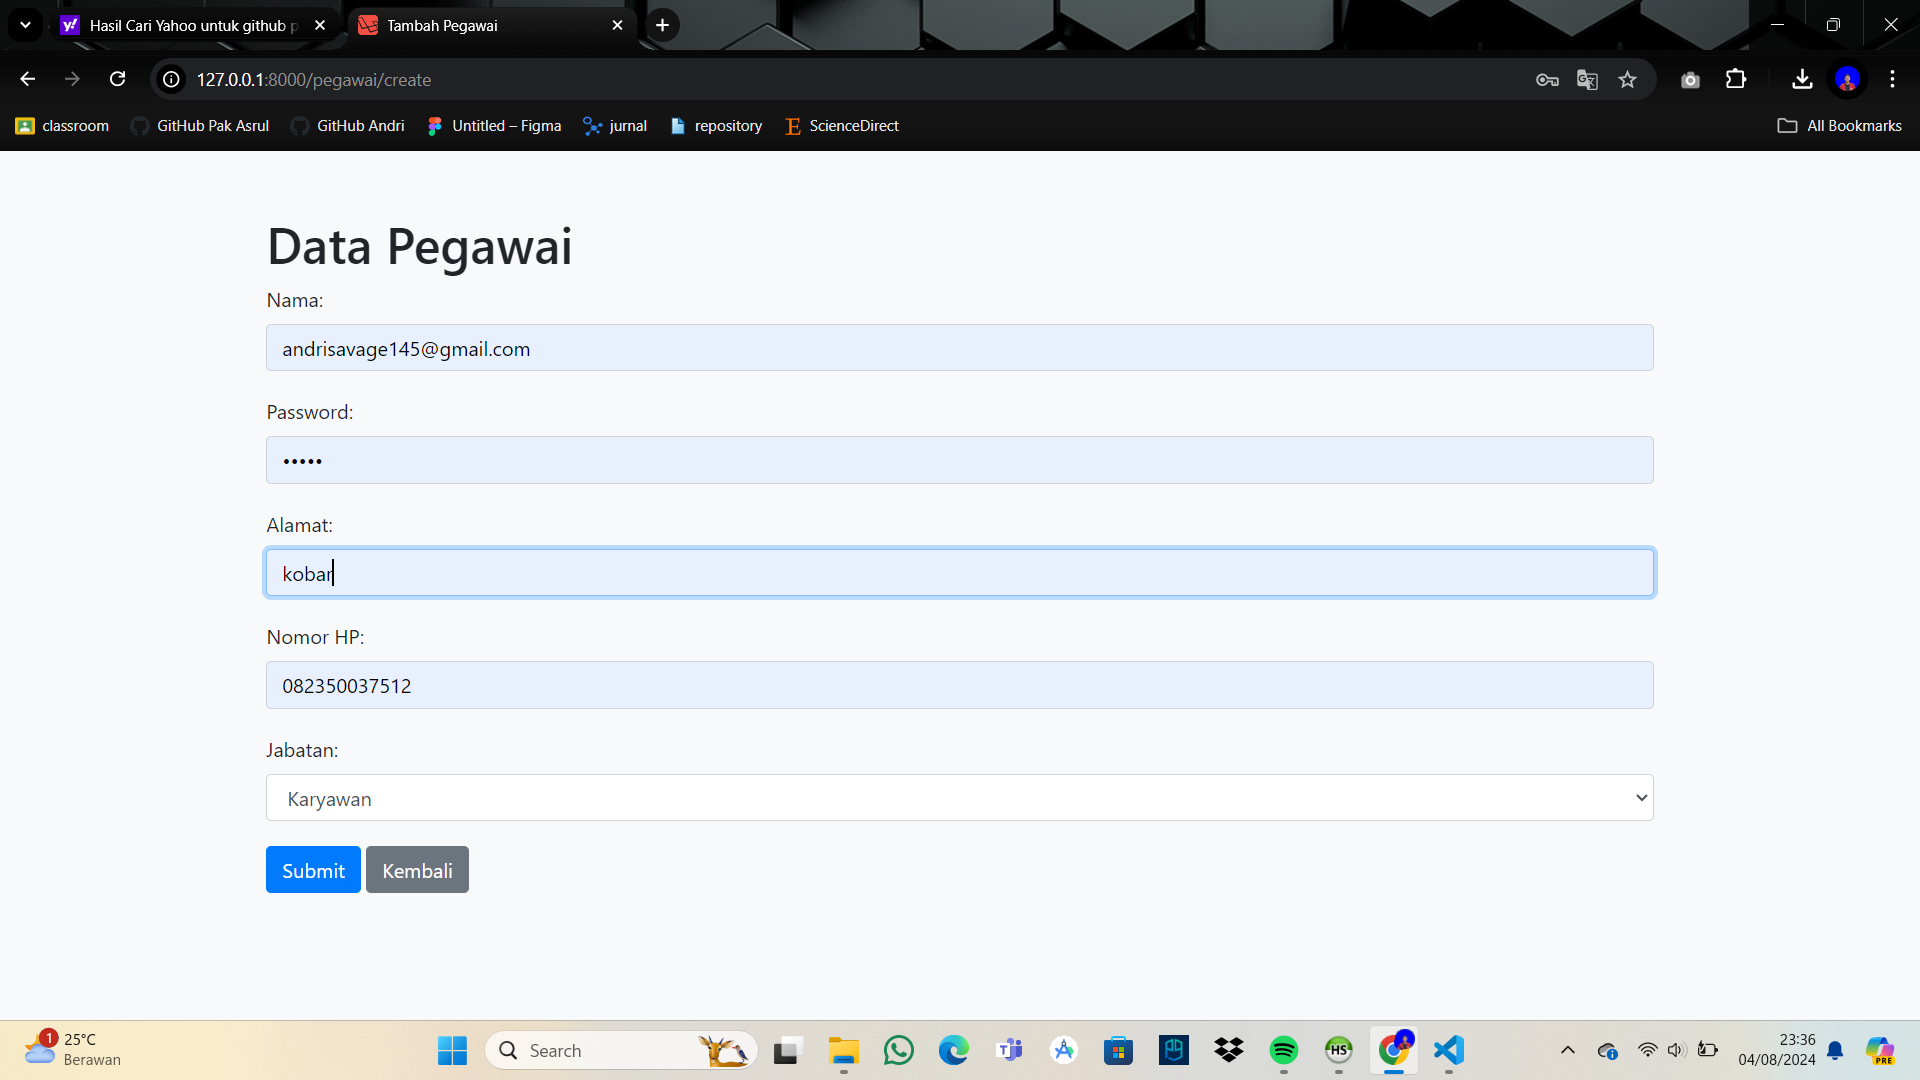 Hasil Cari Yahoo untuk github p
Tambah Pegawai
127.0.0.1:8000/pegawai/create
classroom
GitHub Pak Asrul
GitHub Andri
Untitled – Figma
jurnal
repository
ScienceDirect
All Bookmarks
Data Pegawai
Nama:
andrisavage145@gmail.com
Password:
•••••
Alamat:
kobar
Nomor HP:
082350037512
Jabatan:
Karyawan
Submit Kembali
1
25°C
Berawan
Search
HS
23:36
04/08/2024
PRE